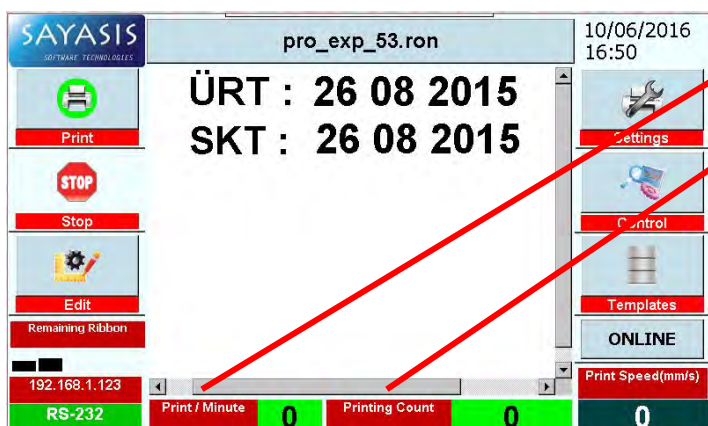 SAYASIS
SOFTWARE TECHNOLOGIES
pro_exp_53.ron
10/06/2016
16:50
ÜRT : 26 08 2015
SKT : 26 08 2015
Print
Stop
Edit
Settings
Control
Templates
ONLINE
Remaining Ribbon
192.168.1.123
RS-232
Print / Minute
0
Printing Count
0
Print Speed(mm/s)
0
STOP